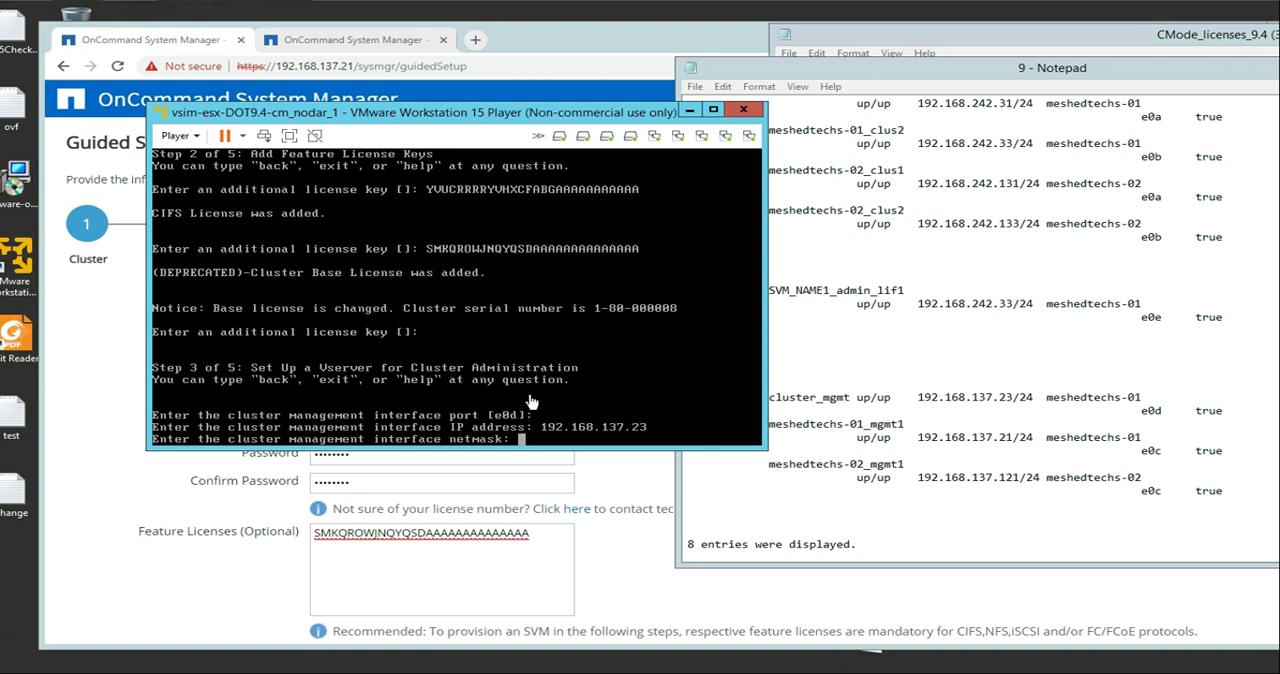 5Check...
ovf
ware-o...
Mware
orkstati...
it Reader
test
hange
OnCommand System Manager -
OnCommand System Manager -
Not secure
https://192.168.137.21/sysmgr/guidedSetup
OnCommand System Manager
Guided S
Provide the inf
1
Cluster
Password
••••••••
Confirm Password
••••••••
Not sure of your license number? Click here to contact tec
Feature Licenses (Optional)
SMKQROWJNQYQSDAAAAAAAAAAAAAA
Recommended: To provision an SVM in the following steps, respective feature licenses are mandatory for CIFS,NFS,iSCSI and/or FC/FCoE protocols.
vsim-esx-DOT9.4-cm_nodar_1 - VMware Workstation 15 Player (Non-commercial use only)
Player
Step 2 of 5: Add Feature License Keys
You can type "back", "exit", or "help" at any question.
Enter an additional license key []: YVUCRRRRYVHXCFABGAAAAAAAAAAA
CIFS License was added.
Enter an additional license key []: SMKQROWJNQYQSDAAAAAAAAAAAAAA
(DEPRECATED)-Cluster Base License was added.
Notice: Base license is changed. Cluster serial number is 1-80-000008
Enter an additional license key []:
Step 3 of 5: Set Up a Vserver for Cluster Administration
You can type "back", "exit", or "help" at any question.
Enter the cluster management interface port [e0d]:
Enter the cluster management interface IP address: 192.168.137.23
Enter the cluster management interface netmask:
CMode_licenses_9.4 (3
File Edit Format View Help
9 - Notepad
File Edit Format View Help
up/up 192.168.242.31/24 meshedtechs-01
e0a true
meshedtechs-01_clus2
up/up 192.168.242.33/24 meshedtechs-01
e0b true
meshedtechs-02_clus1
up/up 192.168.242.131/24 meshedtechs-02
e0a true
meshedtechs-02_clus2
up/up 192.168.242.133/24 meshedtechs-02
e0b true
SVM_NAME1_admin_lif1
up/up 192.168.242.33/24 meshedtechs-01
e0e true
cluster_mgmt up/up 192.168.137.23/24 meshedtechs-01
e0d true
meshedtechs-01_mgmt1
up/up 192.168.137.21/24 meshedtechs-01
e0c true
meshedtechs-02_mgmt1
up/up 192.168.137.121/24 meshedtechs-02
e0c true
8 entries were displayed.